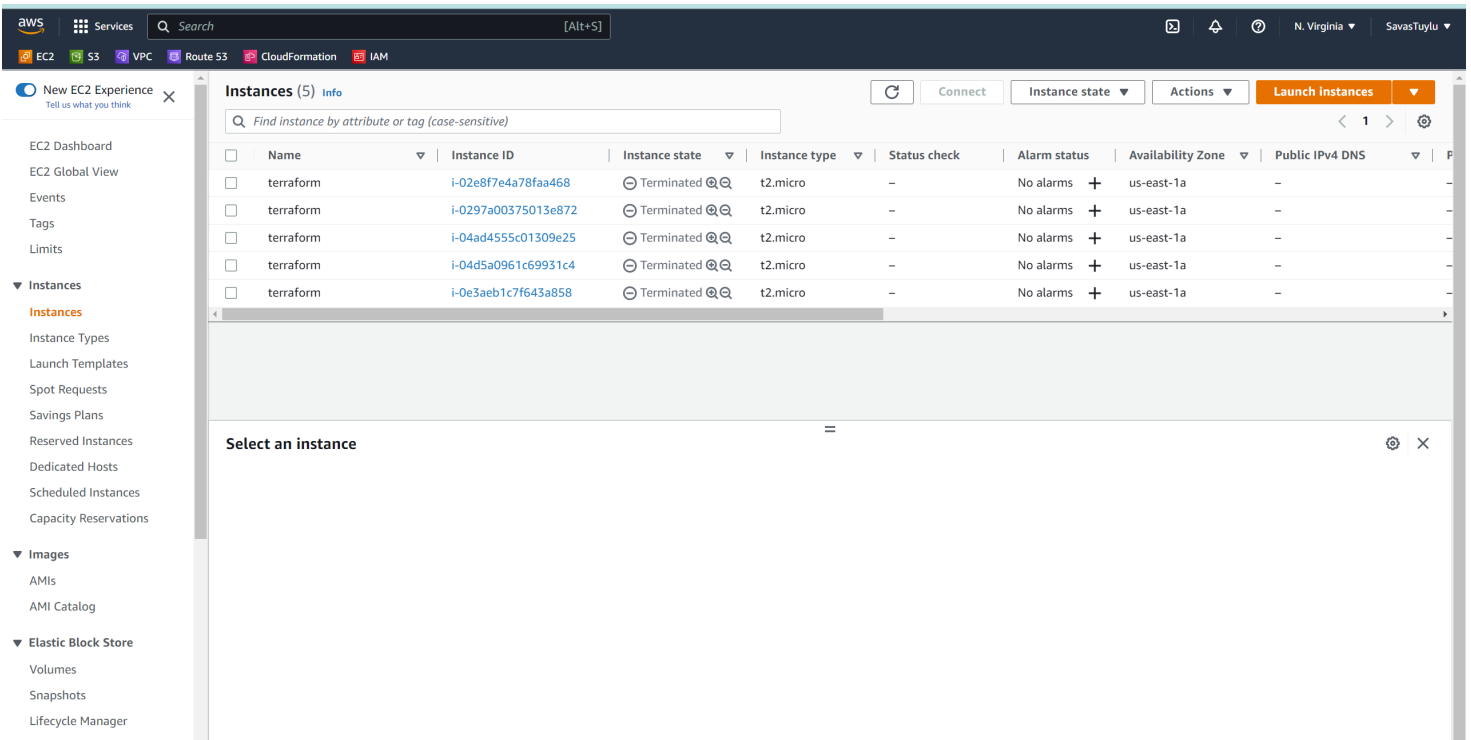 aws Services Search [Alt+S] N. Virginia ▼ SavasTuylu ▼
EC2 S3 VPC Route 53 CloudFormation IAM
New EC2 Experience
Tell us what you think
EC2 Dashboard
EC2 Global View
Events
Tags
Limits
Instances
Instances
Instance Types
Launch Templates
Spot Requests
Savings Plans
Reserved Instances
Dedicated Hosts
Scheduled Instances
Capacity Reservations
Images
AMIs
AMI Catalog
Elastic Block Store
Volumes
Snapshots
Lifecycle Manager
Instances (5) Info Connect Instance state ▼ Actions ▼ Launch instances ▼
Find instance by attribute or tag (case-sensitive) < 1 >
Name Instance ID Instance state Instance type Status check Alarm status Availability Zone Public IPv4 DNS P
terraform i-02e8f7e4a78faa468 Terminated t2.micro – No alarms + us-east-1a – –
terraform i-0297a00375013e872 Terminated t2.micro – No alarms + us-east-1a – –
terraform i-04ad4555c01309e25 Terminated t2.micro – No alarms + us-east-1a – –
terraform i-04d5a0961c69931c4 Terminated t2.micro – No alarms + us-east-1a – –
terraform i-0e3aeb1c7f643a858 Terminated t2.micro – No alarms + us-east-1a – –
Select an instance